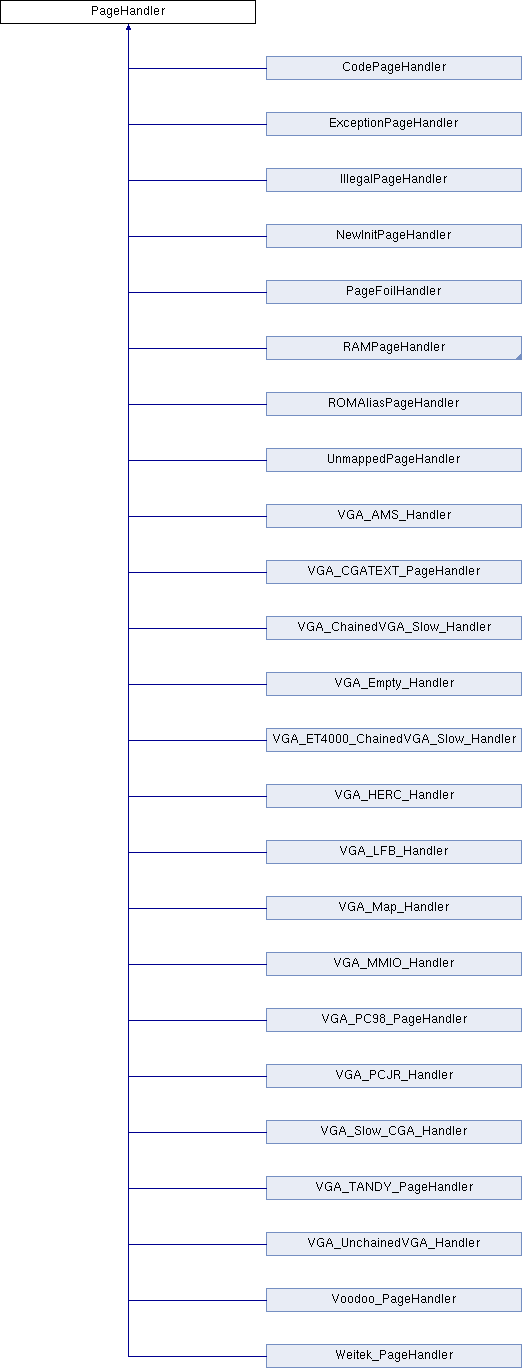 PageHandler
CodePageHandler
ExceptionPageHandler
IllegalPageHandler
NewInitPageHandler
PageFoilHandler
RAMPageHandler
ROMAliasPageHandler
UnmappedPageHandler
VGA_AMS_Handler
VGA_CGATEXT_PageHandler
VGA_ChainedVGA_Slow_Handler
VGA_Empty_Handler
VGA_ET4000_ChainedVGA_Slow_Handler
VGA_HERC_Handler
VGA_LFB_Handler
VGA_Map_Handler
VGA_MMIO_Handler
VGA_PC98_PageHandler
VGA_PCJR_Handler
VGA_Slow_CGA_Handler
VGA_TANDY_PageHandler
VGA_UnchainedVGA_Handler
Voodoo_PageHandler
Weitek_PageHandler